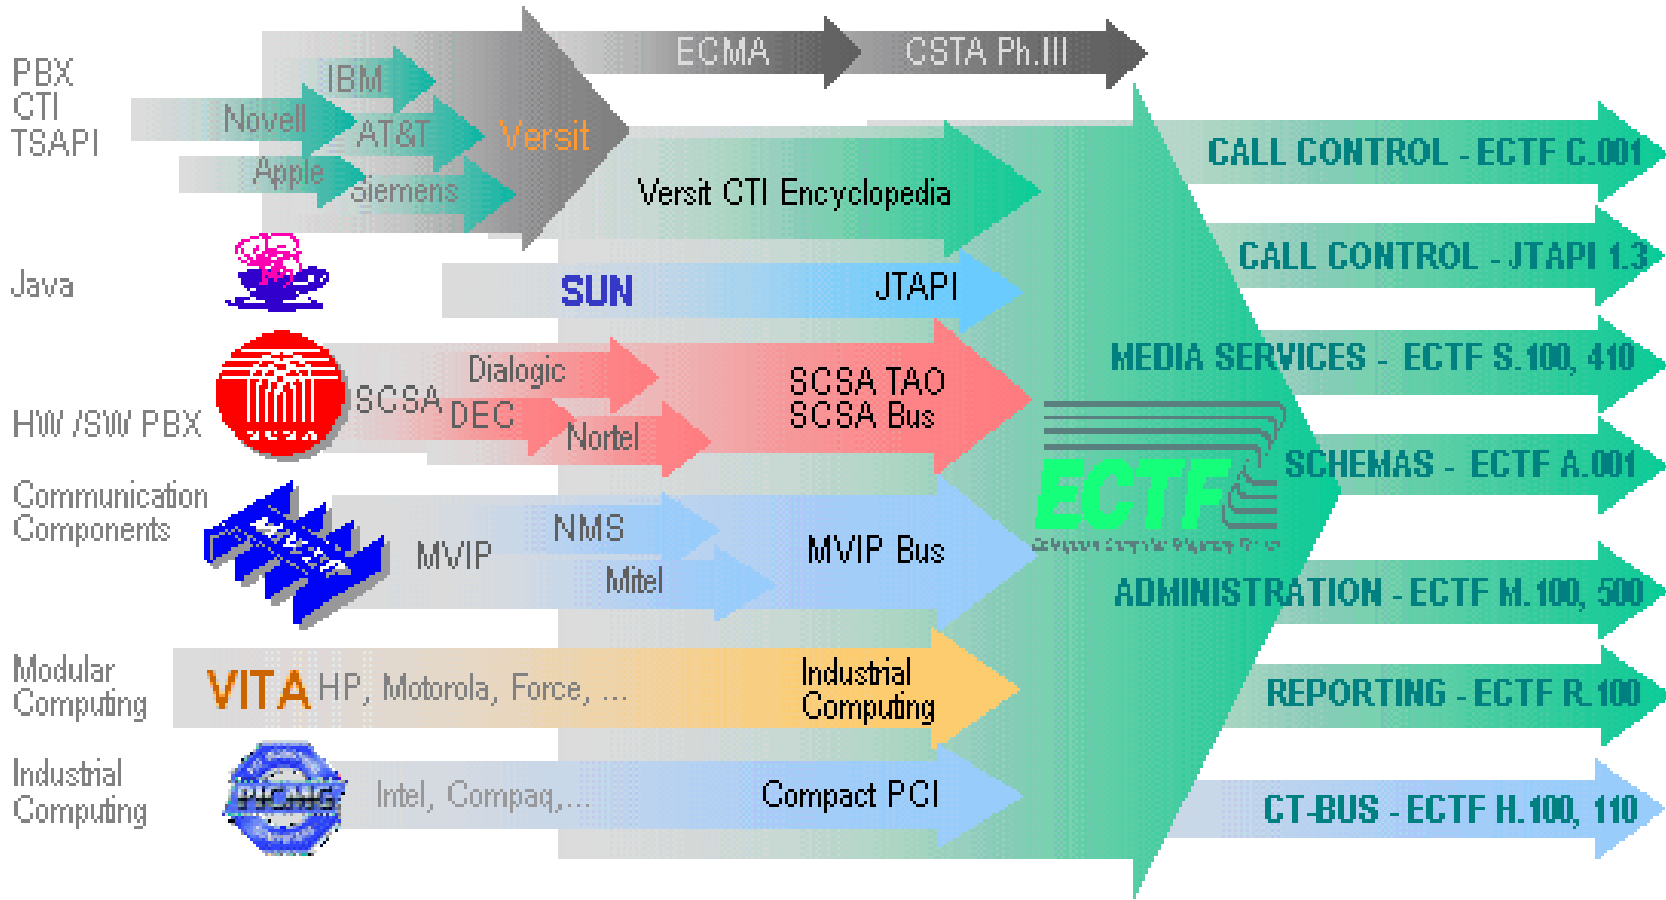 ECMA
CSTA Ph.III
PBX
CTI
TSAPI
IBM
Novell
AT&T
Apple
Siemens
Versit
Versit CTI Encyclopedia
CALL CONTROL - ECTF C.001
Java
SUN
JTAPI
CALL CONTROL - JTAPI 1.3
HW /SW PBX
SCSA
Dialogic
DEC
Nortel
SCSA TAO
SCSA Bus
MEDIA SERVICES - ECTF S.100, 410
ECTF
SCHEMAS - ECTF A.001
Communication
Components
MVIP
NMS
Mitel
MVIP Bus
ADMINISTRATION - ECTF M.100, 500
Modular
Computing
VITA
HP, Motorola, Force, ...
Industrial
Computing
REPORTING - ECTF R.100
Industrial
Computing
PICMG
Intel, Compaq,...
Compact PCI
CT-BUS - ECTF H.100, 110